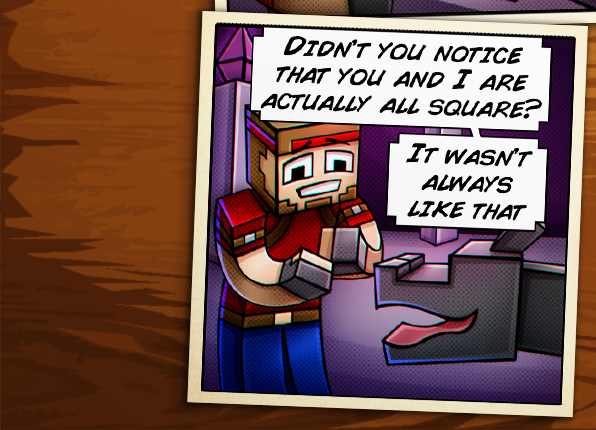 DIDN'T YOU NOTICE
THAT YOU AND I ARE
ACTUALLY ALL SQUARE?
IT WASN'T
ALWAYS
LIKE THAT